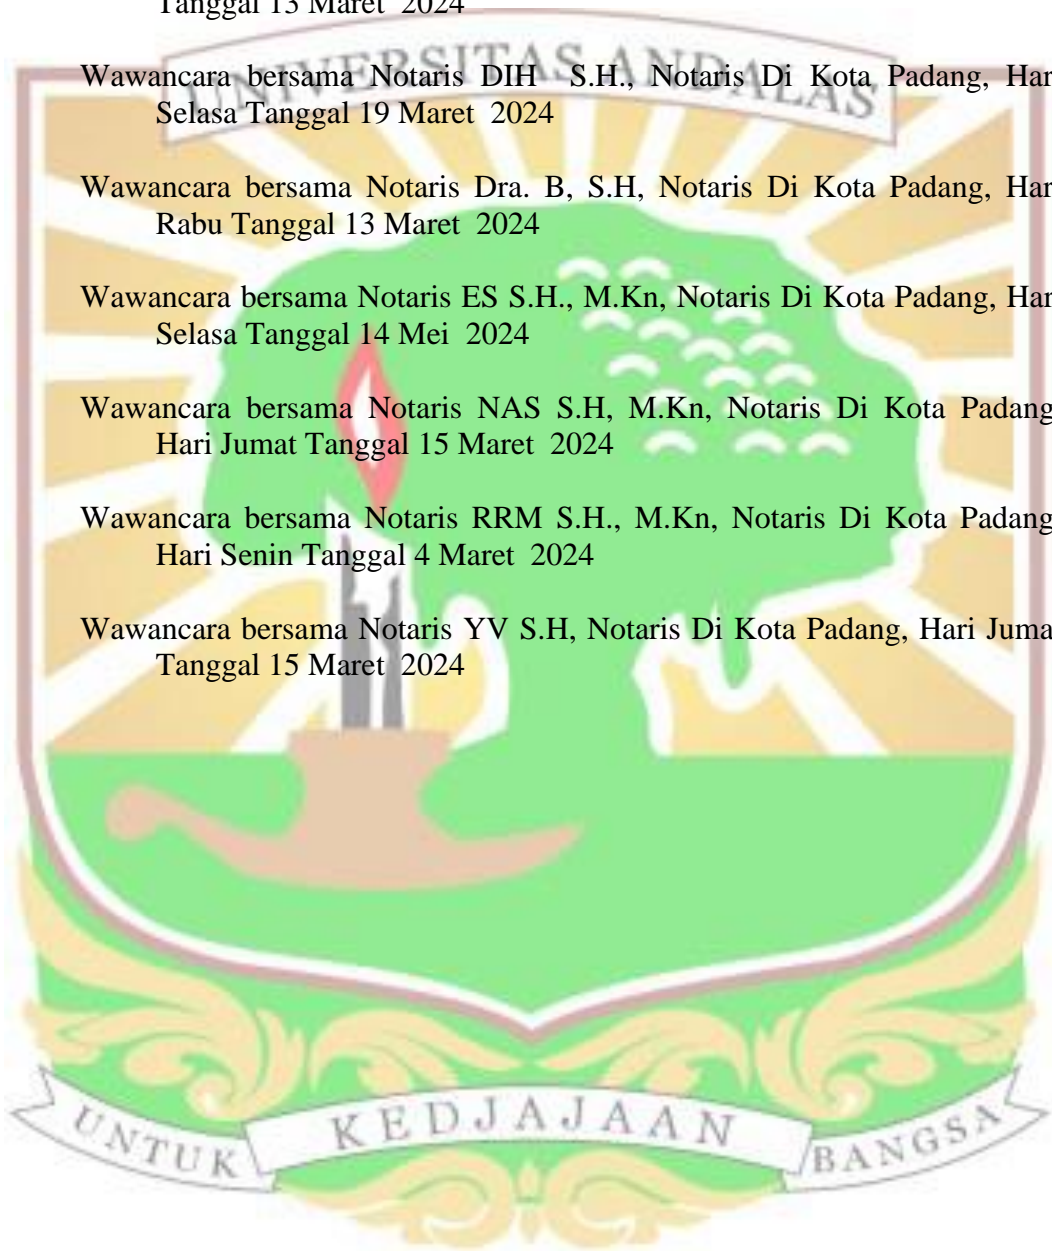 Tanggal 13 Maret 2024
UNIVERSITAS ANDALAS
Wawancara bersama Notaris DIH S.H., Notaris Di Kota Padang, Har
Selasa Tanggal 19 Maret 2024
Wawancara bersama Notaris Dra. B, S.H, Notaris Di Kota Padang, Har
Rabu Tanggal 13 Maret 2024
Wawancara bersama Notaris ES S.H., M.Kn, Notaris Di Kota Padang, Har
Selasa Tanggal 14 Mei 2024
Wawancara bersama Notaris NAS S.H, M.Kn, Notaris Di Kota Padang
Hari Jumat Tanggal 15 Maret 2024
Wawancara bersama Notaris RRM S.H., M.Kn, Notaris Di Kota Padang
Hari Senin Tanggal 4 Maret 2024
Wawancara bersama Notaris YV S.H, Notaris Di Kota Padang, Hari Juma
Tanggal 15 Maret 2024
UNTUK KEDJAJAAN BANGSA